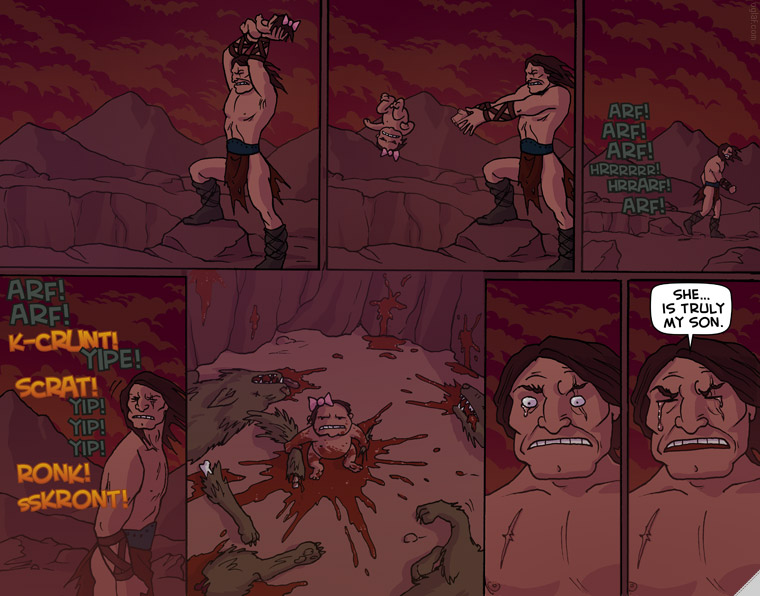 ARF!
ARF!
ARF!
HRRRRRR!
HRRARF!
ARF!
ARF!
ARF!
K-CRUNT!
YIPE!
SCRAT!
YIP!
YIP!
YIP!
RONK!
sSKRONT!
SHE...
IS TRULY
MY SON.